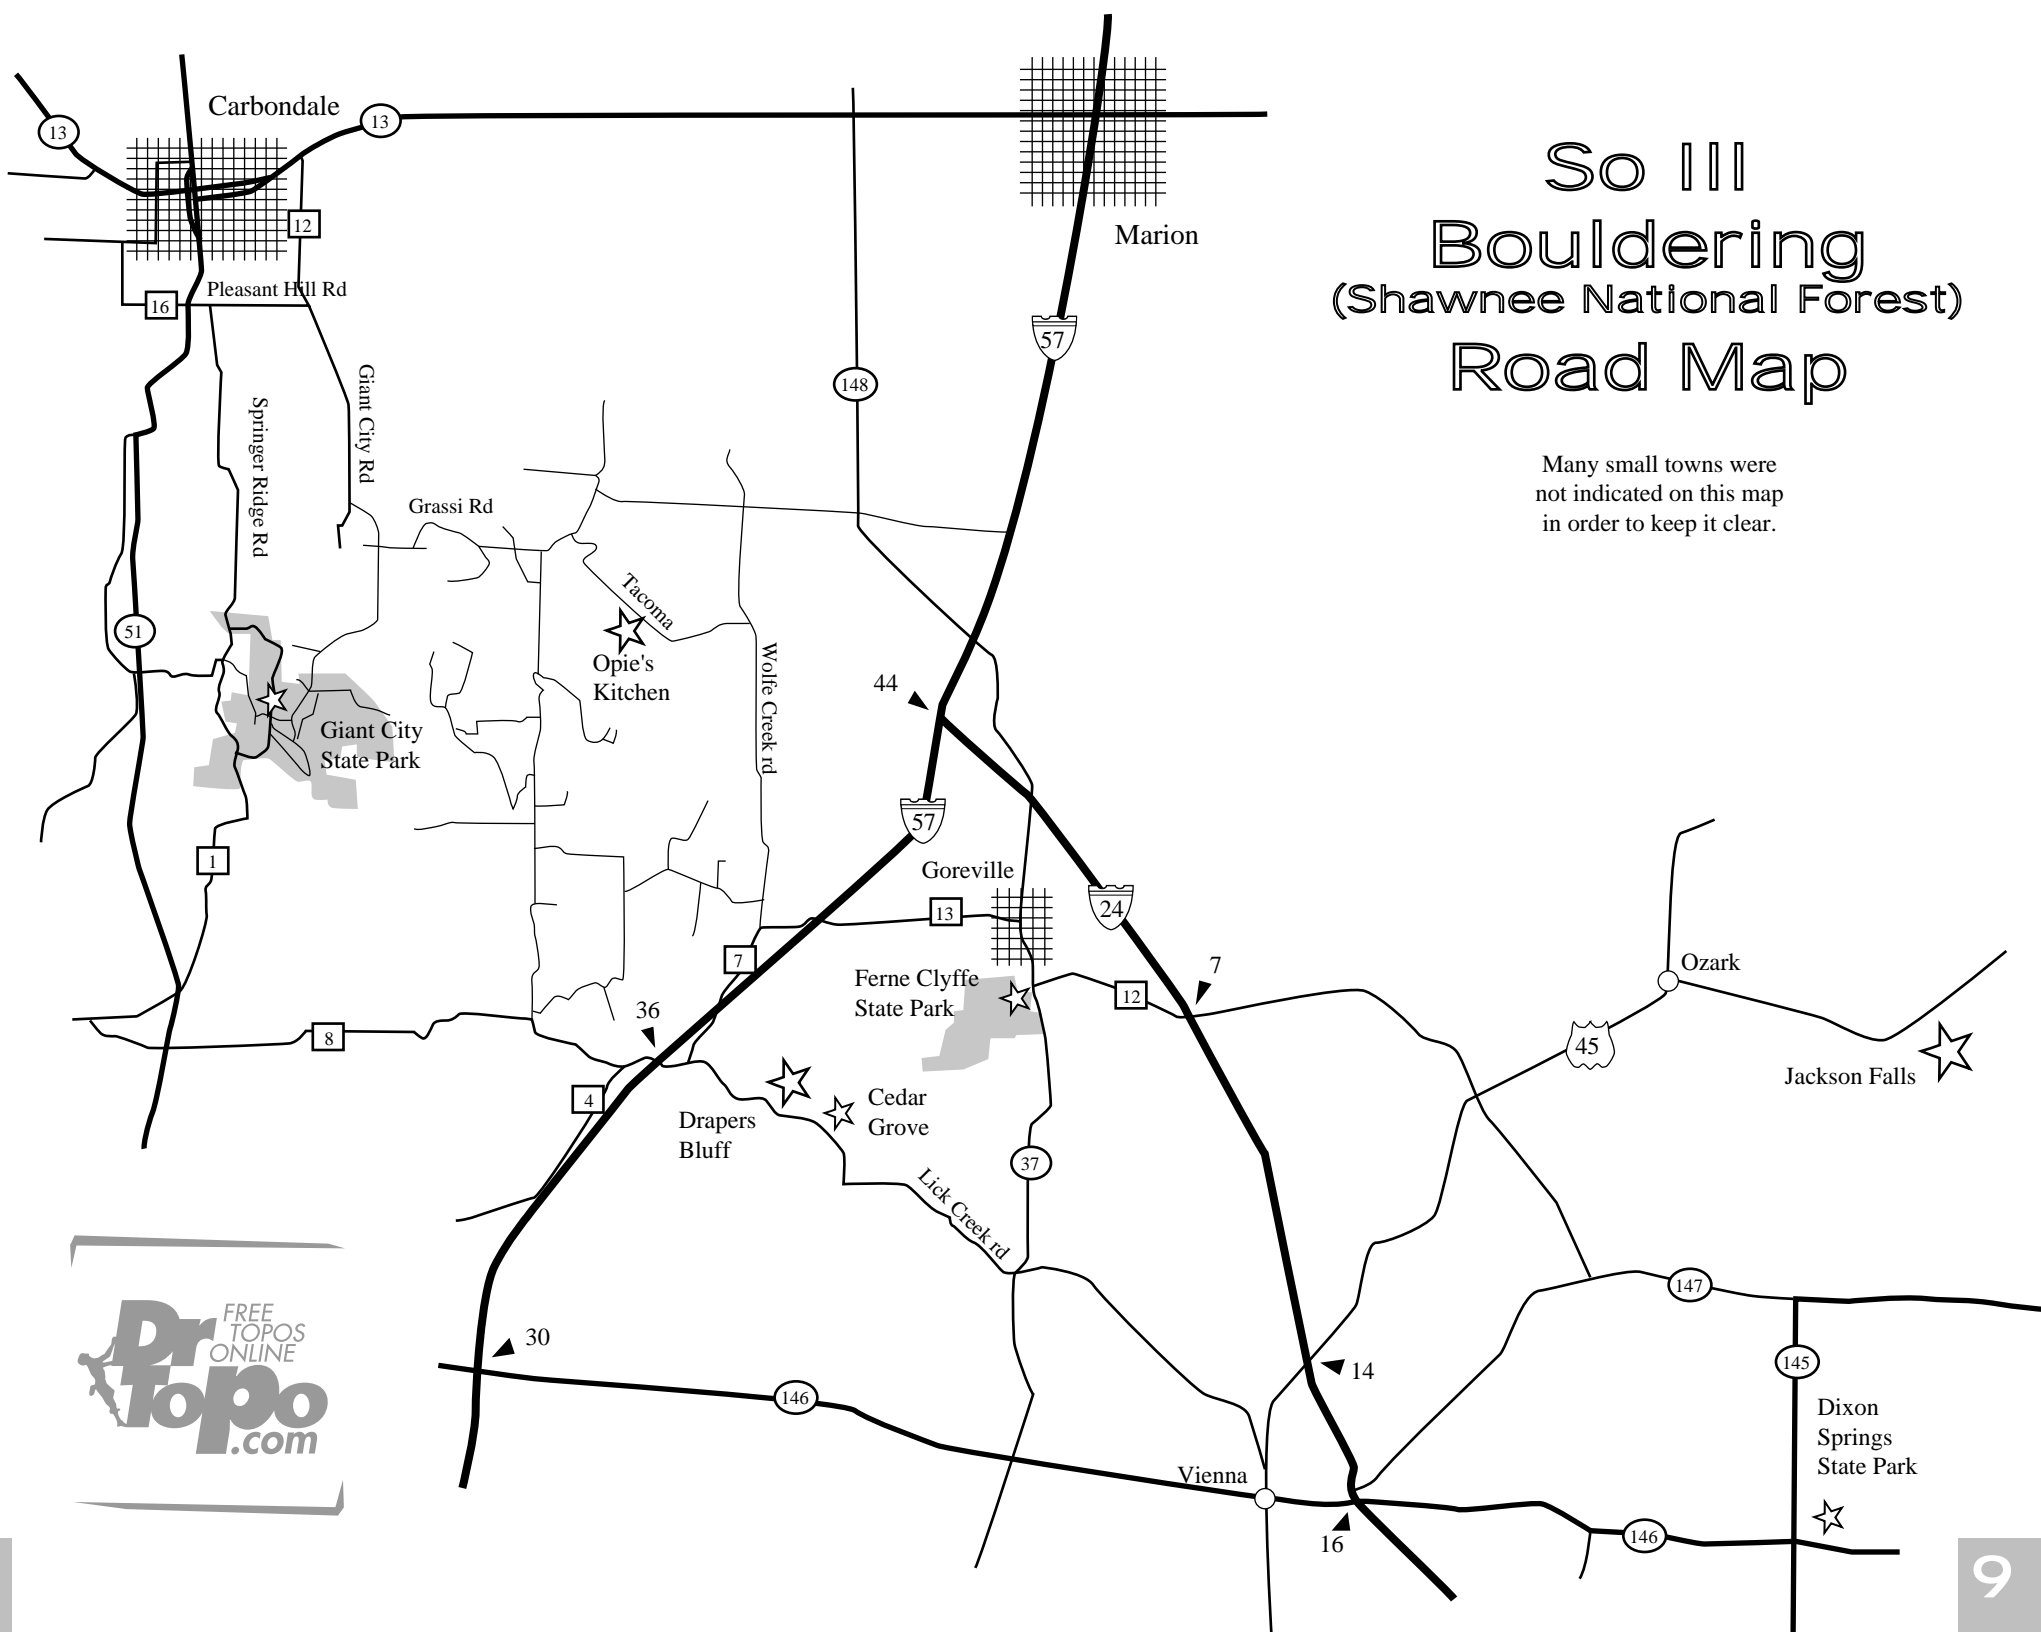 So Ill
Bouldering
(Shawnee National Forest)
Road Map
Many small towns were
not indicated on this map
in order to keep it clear.
Carbondale
13
13
12
Marion
Pleasant Hill Rd
16
57
148
Giant City Rd
Springer Ridge Rd
Grassi Rd
Tacoma
51
Opie's
Kitchen
Wolfe Creek rd
44
Giant City
State Park
57
1
Goreville
24
13
7
Ferne Clyffe
State Park
12
7
Ozark
36
8
45
Jackson Falls
4
Drapers
Bluff
Cedar
Grove
37
Lick Creek rd
147
30
14
145
146
Dixon
Springs
State Park
Vienna
16
146
Dr
Topo
.com
FREE
TOPOS
ONLINE
9